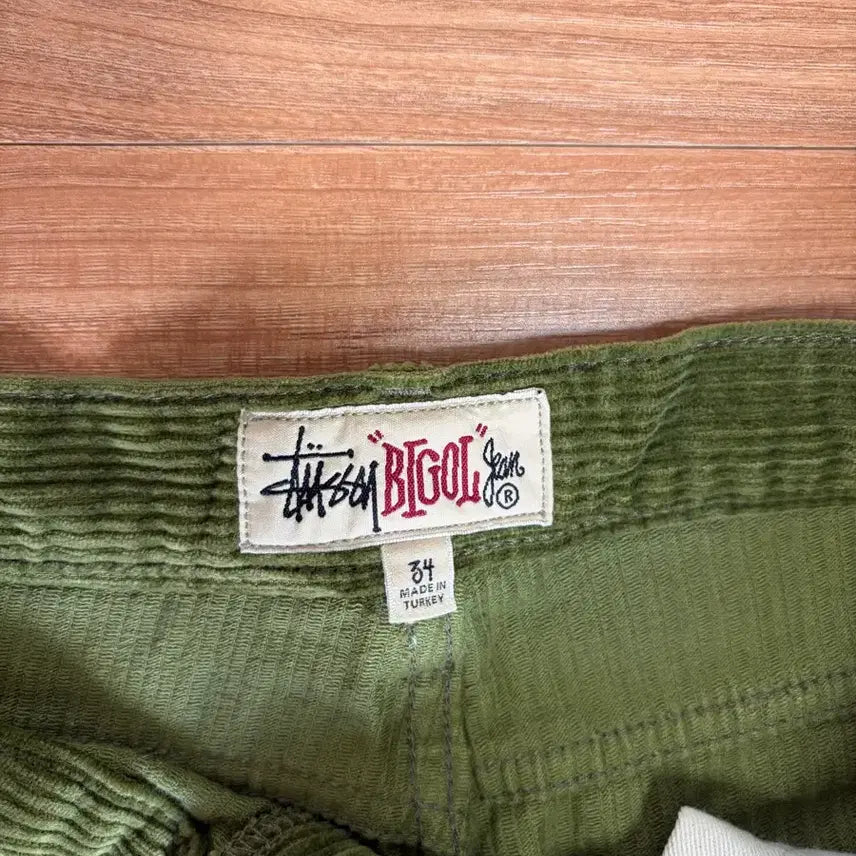 Stüssy "BIGOL" Jean ®
34
MADE IN
TURKEY